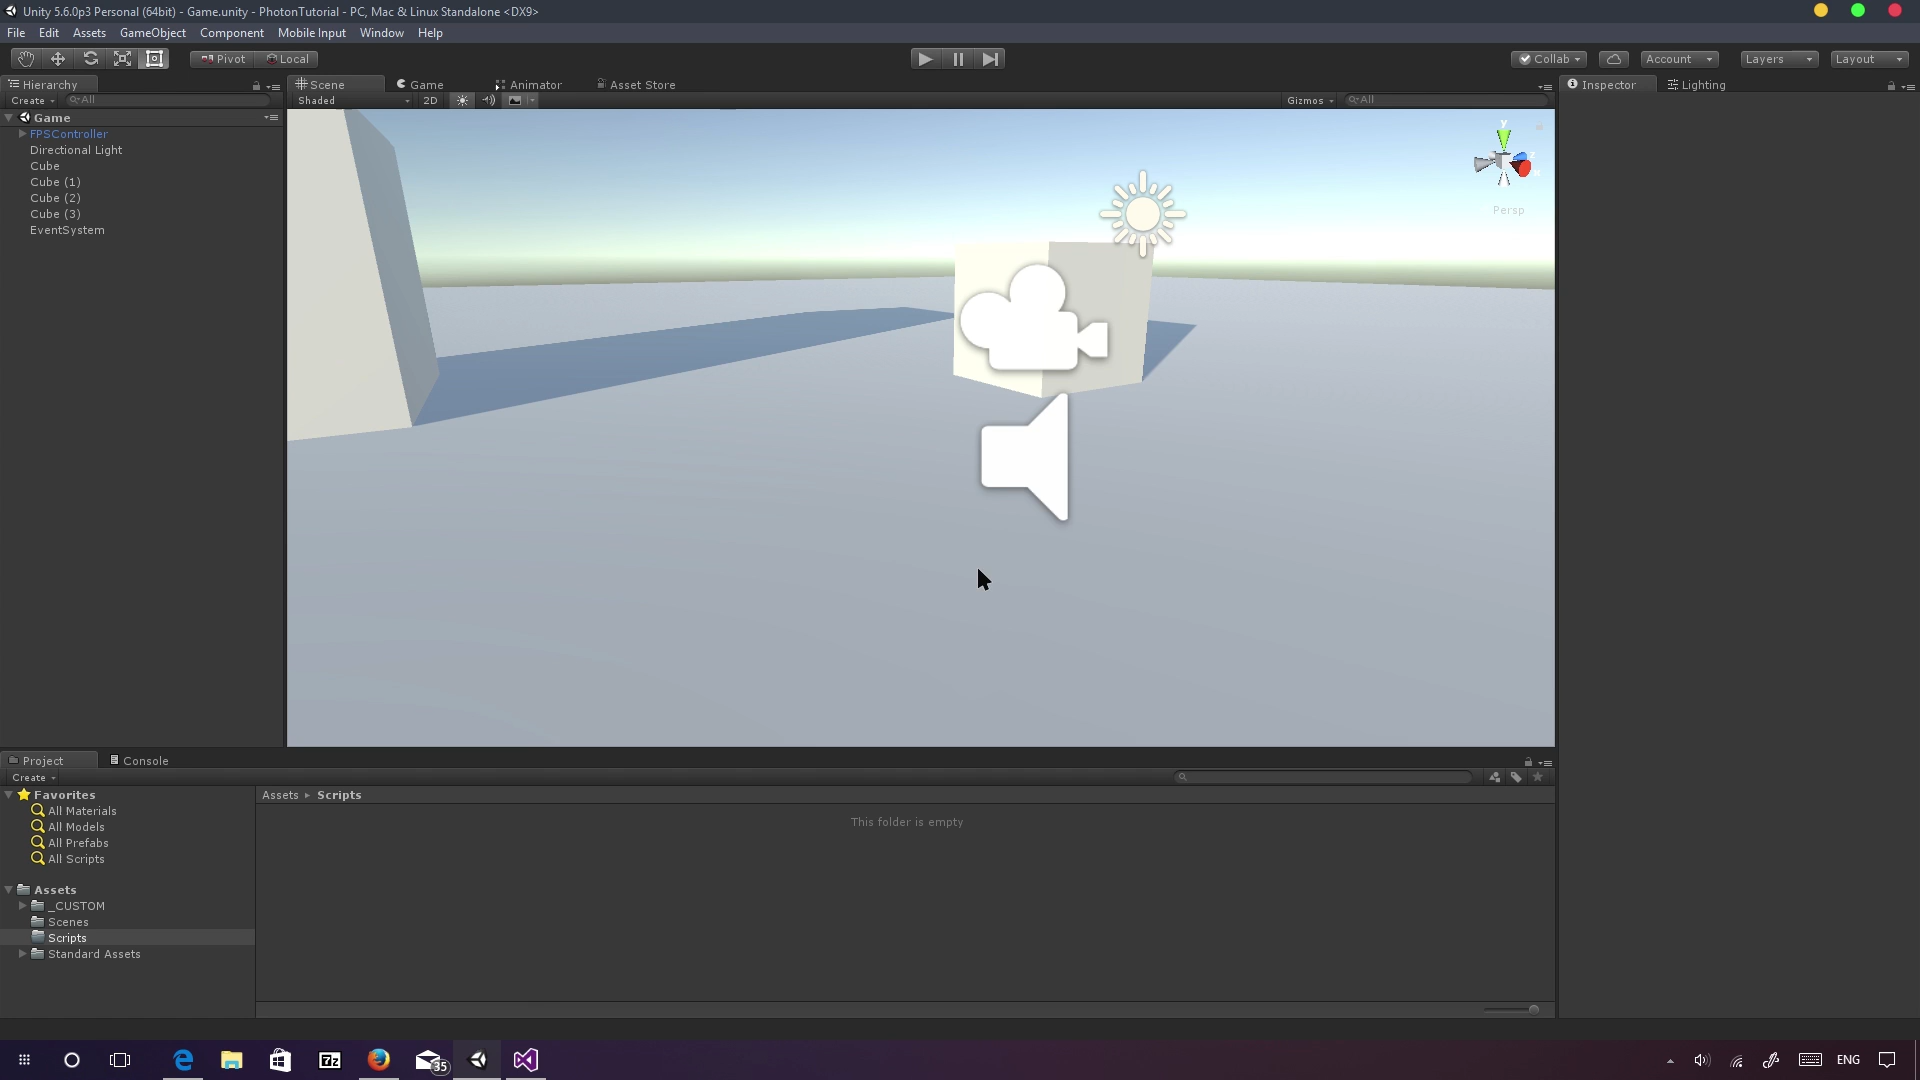 Unity 5.6.0p3 Personal (64bit) - Game.unity - PhotonTutorial - PC, Mac & Linux Standalone <DX9>
File Edit Assets GameObject Component Mobile Input Window Help
Pivot Local Collab Account Layers Layout
Hierarchy Scene Game Animator Asset Store Inspector Lighting
Create All Shaded 2D Gizmos All
Game
FPSController
Directional Light
Cube
Cube (1)
Cube (2)
Cube (3)
EventSystem
y
z
Persp
Project Console
Create
Favorites
All Materials
All Models
All Prefabs
All Scripts
Assets
_CUSTOM
Scenes
Scripts
Standard Assets
Assets Scripts
This folder is empty
7z 35 ENG